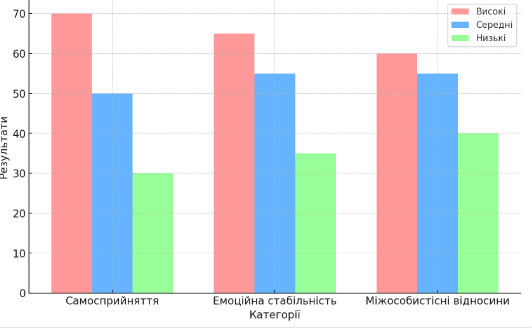 70
60
50
40
30
20
10
0
Результати
Високі
Середні
Низькі
Самосприйняття
Емоційна стабільність
Міжособистісні відносини
Категорії